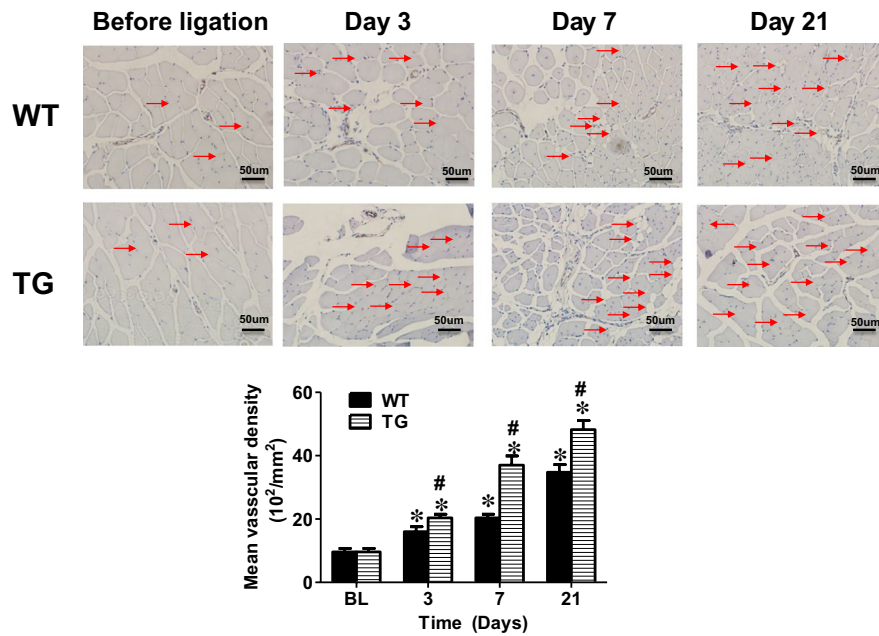 Before ligation Day 3 Day 7 Day 21
WT
50um 50um 50um 50um
TG
50um 50um 50um 50um
Mean vasscular density
(10²/mm²)
60
40
20
0
WT
TG
# # #
* * * * * *
BL 3 7 21
Time (Days)